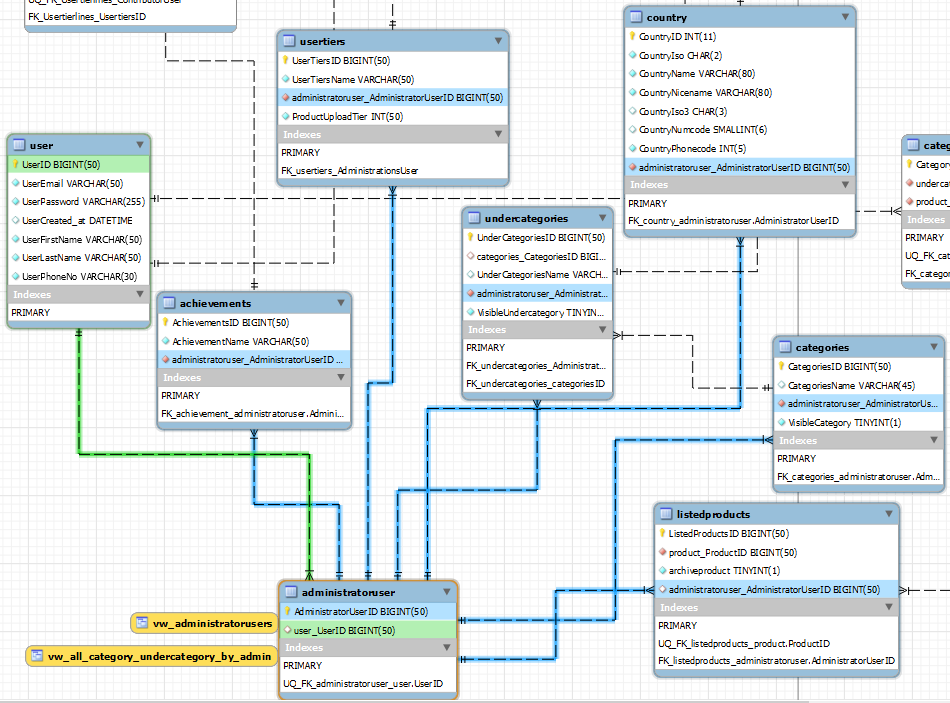 UQ_FK_Usertierlines_ContributorUser
FK_Usertierlines_UsertiersID
usertiers
UserTiersID BIGINT(50)
UserTiersName VARCHAR(50)
administratoruser_AdministratorUserID BIGINT(50)
ProductUploadTier INT(50)
Indexes
PRIMARY
FK_usertiers_AdministrationsUser
country
CountryID INT(11)
CountryIso CHAR(2)
CountryName VARCHAR(80)
CountryNicename VARCHAR(80)
CountryIso3 CHAR(3)
CountryNumcode SMALLINT(6)
CountryPhonecode INT(5)
administratoruser_AdministratorUserID BIGINT(50)
Indexes
PRIMARY
FK_country_administratoruser.AdministratorUserID
user
UserID BIGINT(50)
UserEmail VARCHAR(50)
UserPassword VARCHAR(255)
UserCreated_at DATETIME
UserFirstName VARCHAR(50)
UserLastName VARCHAR(50)
UserPhoneNo VARCHAR(30)
Indexes
PRIMARY
categ
Categor
underca
product_
Indexes
PRIMARY
UQ_FK_cat
FK_catego
undercategories
UnderCategoriesID BIGINT(50)
categories_CategoriesID BIGI...
UnderCategoriesName VARCH...
administratoruser_Administrat...
VisibleUndercategory TINYIN...
Indexes
PRIMARY
FK_undercategories_Administrat...
FK_undercategories_categoriesID
achievements
AchievementsID BIGINT(50)
AchievementName VARCHAR(50)
administratoruser_AdministratorUserID ...
Indexes
PRIMARY
FK_achievement_administratoruser.Admini...
categories
CategoriesID BIGINT(50)
CategoriesName VARCHAR(45)
administratoruser_AdministratorUs...
VisibleCategory TINYINT(1)
Indexes
PRIMARY
FK_categories_administratoruser.Adm...
listedproducts
ListedProductsID BIGINT(50)
product_ProductID BIGINT(50)
archiveproduct TINYINT(1)
administratoruser_AdministratorUserID BIGINT(50)
Indexes
PRIMARY
UQ_FK_listedproducts_product.ProductID
FK_listedproducts_administratoruser.AdministratorUserID
administratoruser
AdministratorUserID BIGINT(50)
user_UserID BIGINT(50)
Indexes
PRIMARY
UQ_FK_administratoruser_user.UserID
vw_administratorusers
vw_all_category_undercategory_by_admin